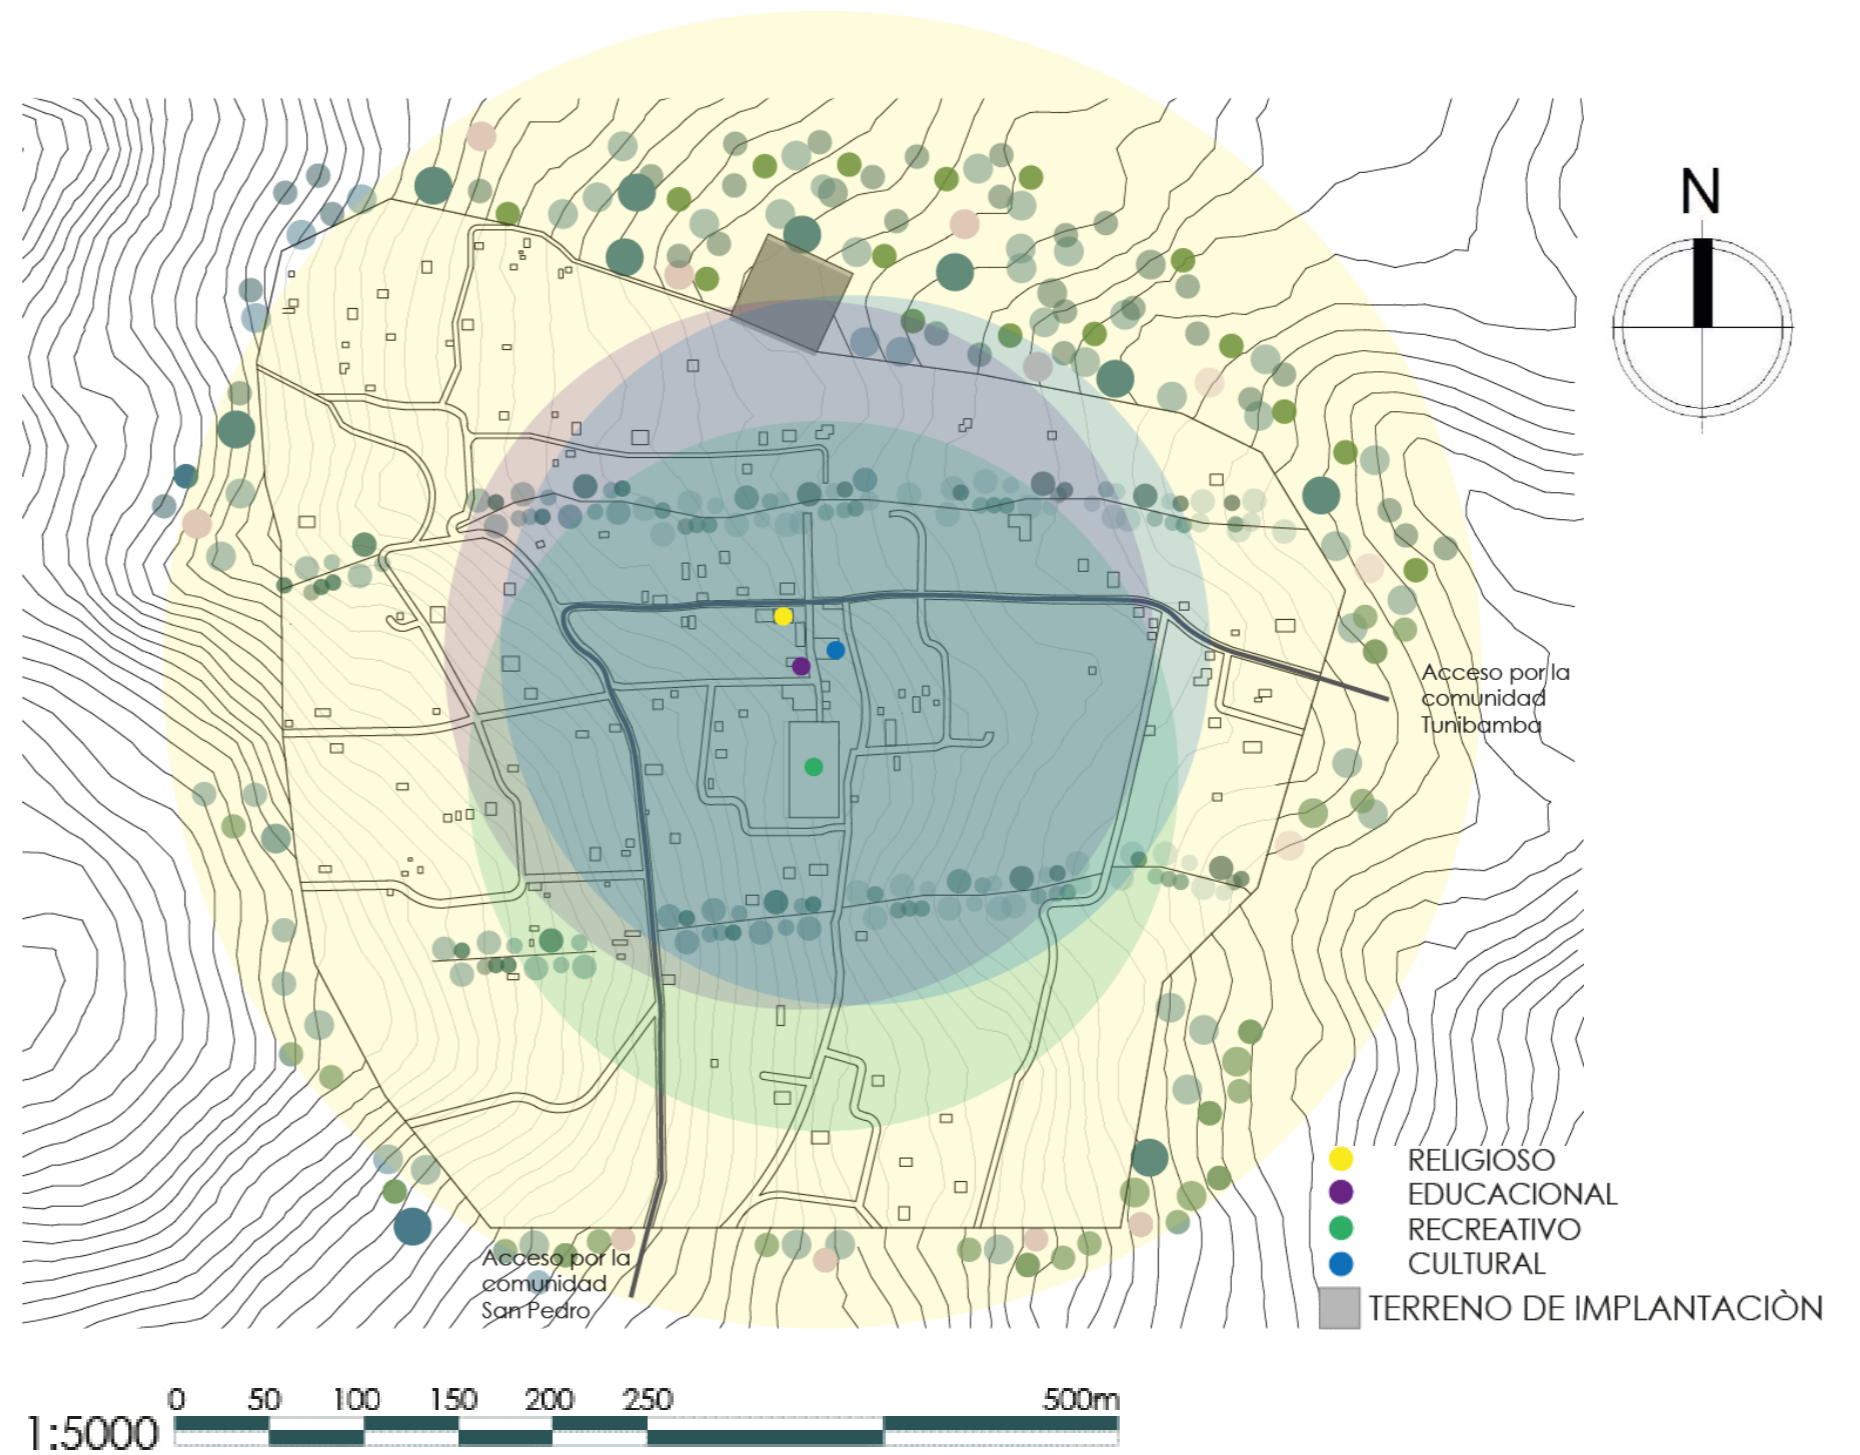 N
Acceso por la
comunidad
Tunibamba
RELIGIOSO
EDUCACIONAL
RECREATIVO
CULTURAL
TERRENO DE IMPLANTACIÒN
Acceso por la
comunidad
San Pedro
0 50 100 150 200 250 500m
1:5000